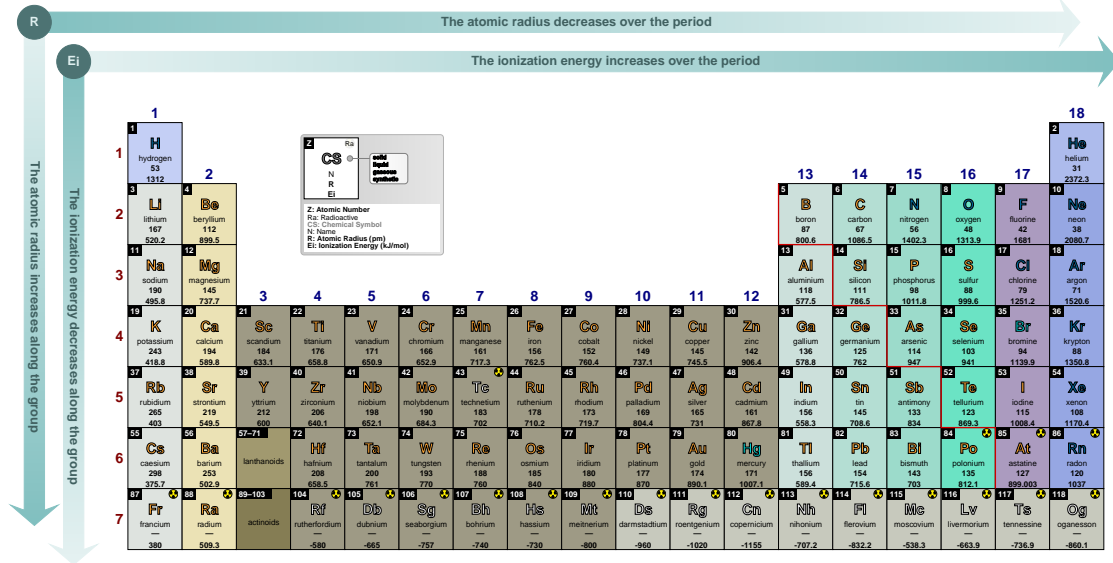 R
The atomic radius decreases over the period
Ei
The ionization energy increases over the period
The atomic radius increases along the group
The ionization energy decreases along the group
1
18
1
H
hydrogen
53
1312
2
He
helium
31
2372.3
Z
Ra
CS
N
R
Ei
solid
liquid
gaseous
synthetic
Z: Atomic Number
Ra: Radioactive
CS: Chemical Symbol
N: Name
R: Atomic Radius (pm)
Ei: Ionization Energy (kJ/mol)
1
2
13 14 15 16 17
2
3 4 5 6 7 8 9 10
Li Be B C N O F Ne
lithium beryllium boron carbon nitrogen oxygen fluorine neon
167 112 87 67 56 48 42 38
520.2 899.5 800.6 1086.5 1402.3 1313.9 1681 2080.7
3
11 12 13 14 15 16 17 18
Na Mg Al Si P S Cl Ar
sodium magnesium aluminium silicon phosphorus sulfur chlorine argon
190 145 118 111 98 88 79 71
495.8 737.7 577.5 786.5 1011.8 999.6 1251.2 1520.6
3 4 5 6 7 8 9 10 11 12
4
19 20 21 22 23 24 25 26 27 28 29 30 31 32 33 34 35 36
K Ca Sc Ti V Cr Mn Fe Co Ni Cu Zn Ga Ge As Se Br Kr
potassium calcium scandium titanium vanadium chromium manganese iron cobalt nickel copper zinc gallium germanium arsenic selenium bromine krypton
243 194 184 176 171 166 161 156 152 149 145 142 136 125 114 103 94 88
418.8 589.8 633.1 658.8 650.9 652.9 717.3 762.5 760.4 737.1 745.5 906.4 578.8 762 947 941 1139.9 1350.8
5
37 38 39 40 41 42 43 44 45 46 47 48 49 50 51 52 53 54
Rb Sr Y Zr Nb Mo Tc Ru Rh Pd Ag Cd In Sn Sb Te I Xe
rubidium strontium yttrium zirconium niobium molybdenum technetium ruthenium rhodium palladium silver cadmium indium tin antimony tellurium iodine xenon
265 219 212 206 198 190 183 178 173 169 165 161 156 145 133 123 115 108
403 549.5 600 640.1 652.1 684.3 702 710.2 719.7 804.4 731 867.8 558.3 708.6 834 869.3 1008.4 1170.4
6
55 56 57–71 72 73 74 75 76 77 78 79 80 81 82 83 84 85 86
Cs Ba Hf Ta W Re Os Ir Pt Au Hg Tl Pb Bi Po At Rn
caesium barium lanthanoids hafnium tantalum tungsten rhenium osmium iridium platinum gold mercury thallium lead bismuth polonium astatine radon
298 253 208 200 193 188 185 180 177 174 171 156 154 143 135 127 120
375.7 502.9 658.5 761 770 760 840 880 870 890.1 1007.1 589.4 715.6 703 812.1 899.003 1037
7
87 88 89–103 104 105 106 107 108 109 110 111 112 113 114 115 116 117 118
Fr Ra Rf Db Sg Bh Hs Mt Ds Rg Cn Nh Fl Mc Lv Ts Og
francium radium actinoids rutherfordium dubnium seaborgium bohrium hassium meitnerium darmstadtium roentgenium copernicium nihonium flerovium moscovium livermorium tennessine oganesson
— — — — — — — — — — — — — — — — —
380 509.3 -580 -665 -757 -740 -730 -800 -960 -1020 -1155 -707.2 -832.2 -538.3 -663.9 -736.9 -860.1